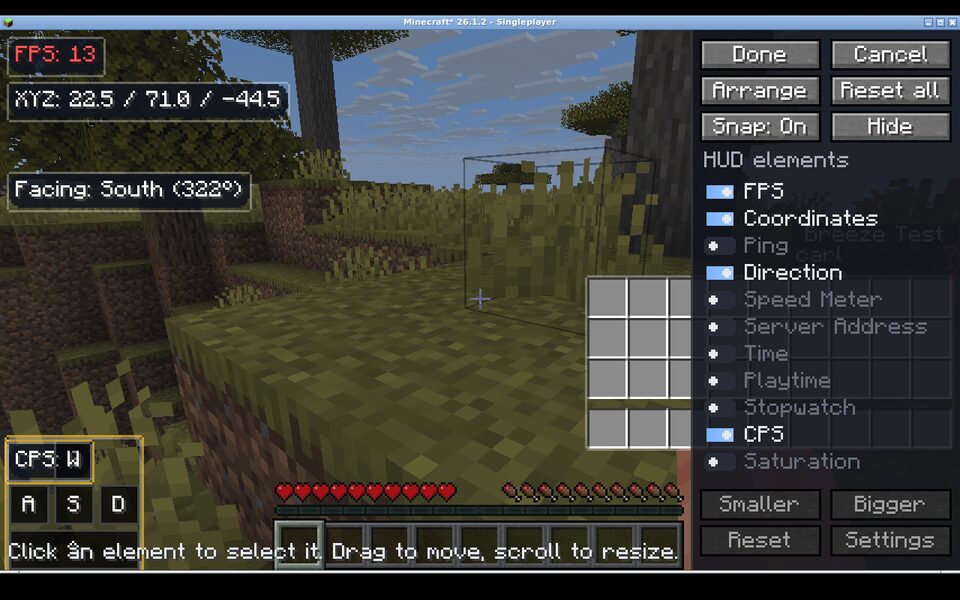 Minecraft* 26.1.2 - Singleplayer
FPS: 13
XYZ: 22.5 / 71.0 / -44.5
Facing: South (322°)
Done
Cancel
Arrange
Reset all
Snap: On
Hide
HUD elements
FPS
Coordinates
Ping
Breeze Test
carl
Direction
Speed Meter
Server Address
Time
Playtime
Stopwatch
CPS
Saturation
Smaller
Bigger
Reset
Settings
CPS: W
A S D
Click an element to select it. Drag to move, scroll to resize.